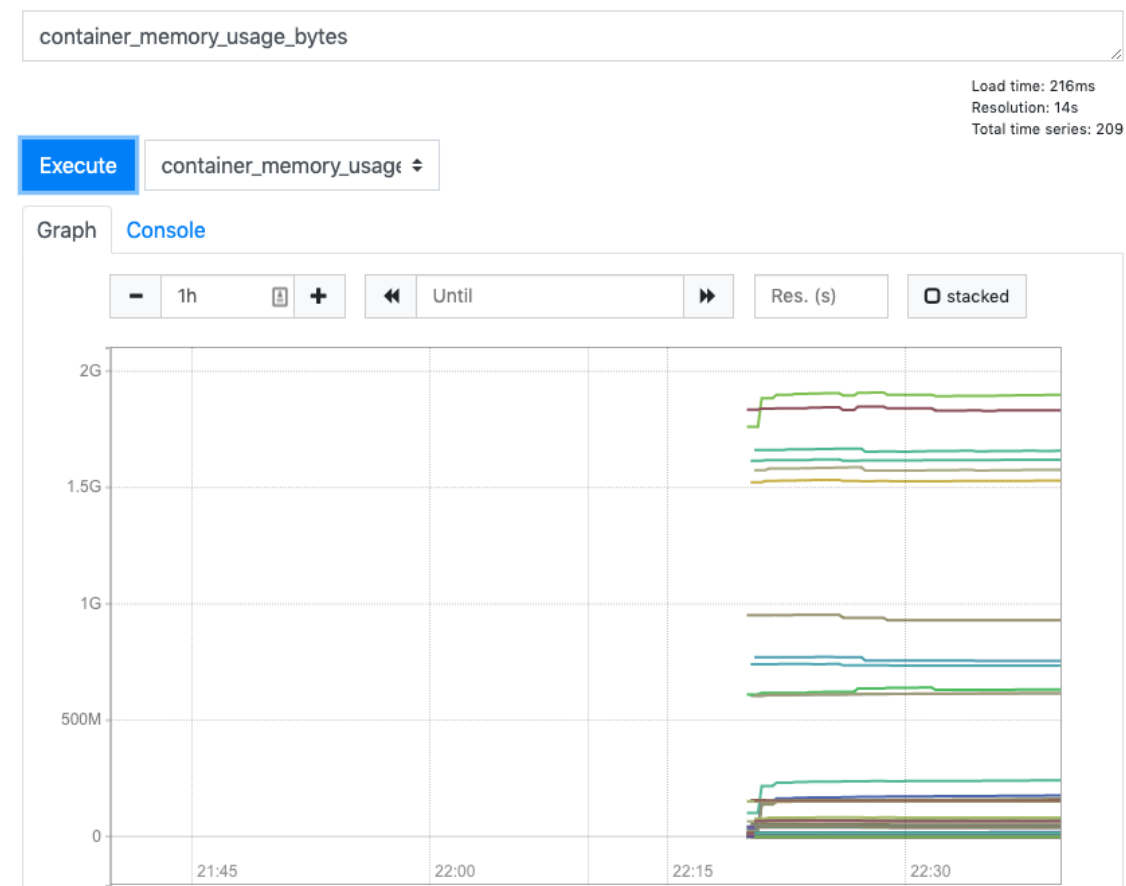 container_memory_usage_bytes
Load time: 216ms
Resolution: 14s
Total time series: 209
Execute
container_memory_usage
Graph
Console
1h
Until
Res. (s)
stacked
2G
1.5G
1G
500M
0
21:45
22:00
22:15
22:30